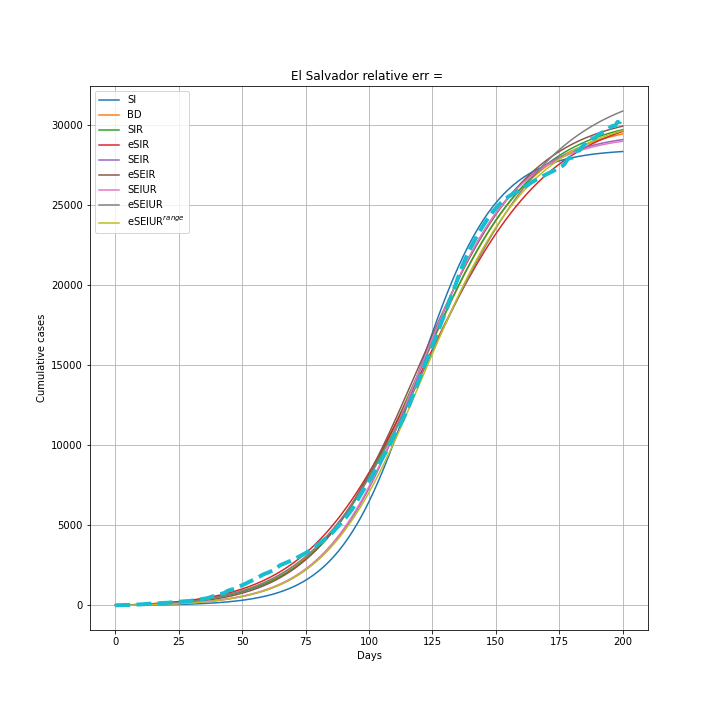 El Salvador relative err =
SI
BD
SIR
eSIR
SEIR
eSEIR
SEIUR
eSEIUR
eSEIUR^range
Cumulative cases
30000
25000
20000
15000
10000
5000
0
0 25 50 75 100 125 150 175 200
Days